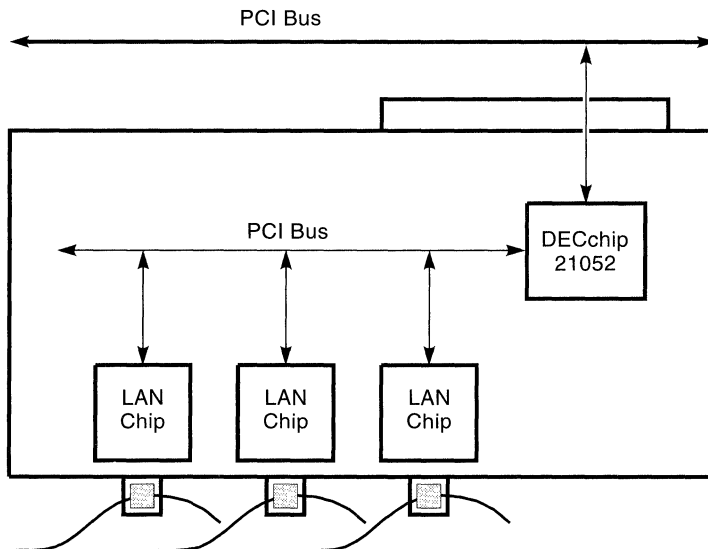 PCI Bus
PCI Bus
DECchip
21052
LAN
Chip
LAN
Chip
LAN
Chip